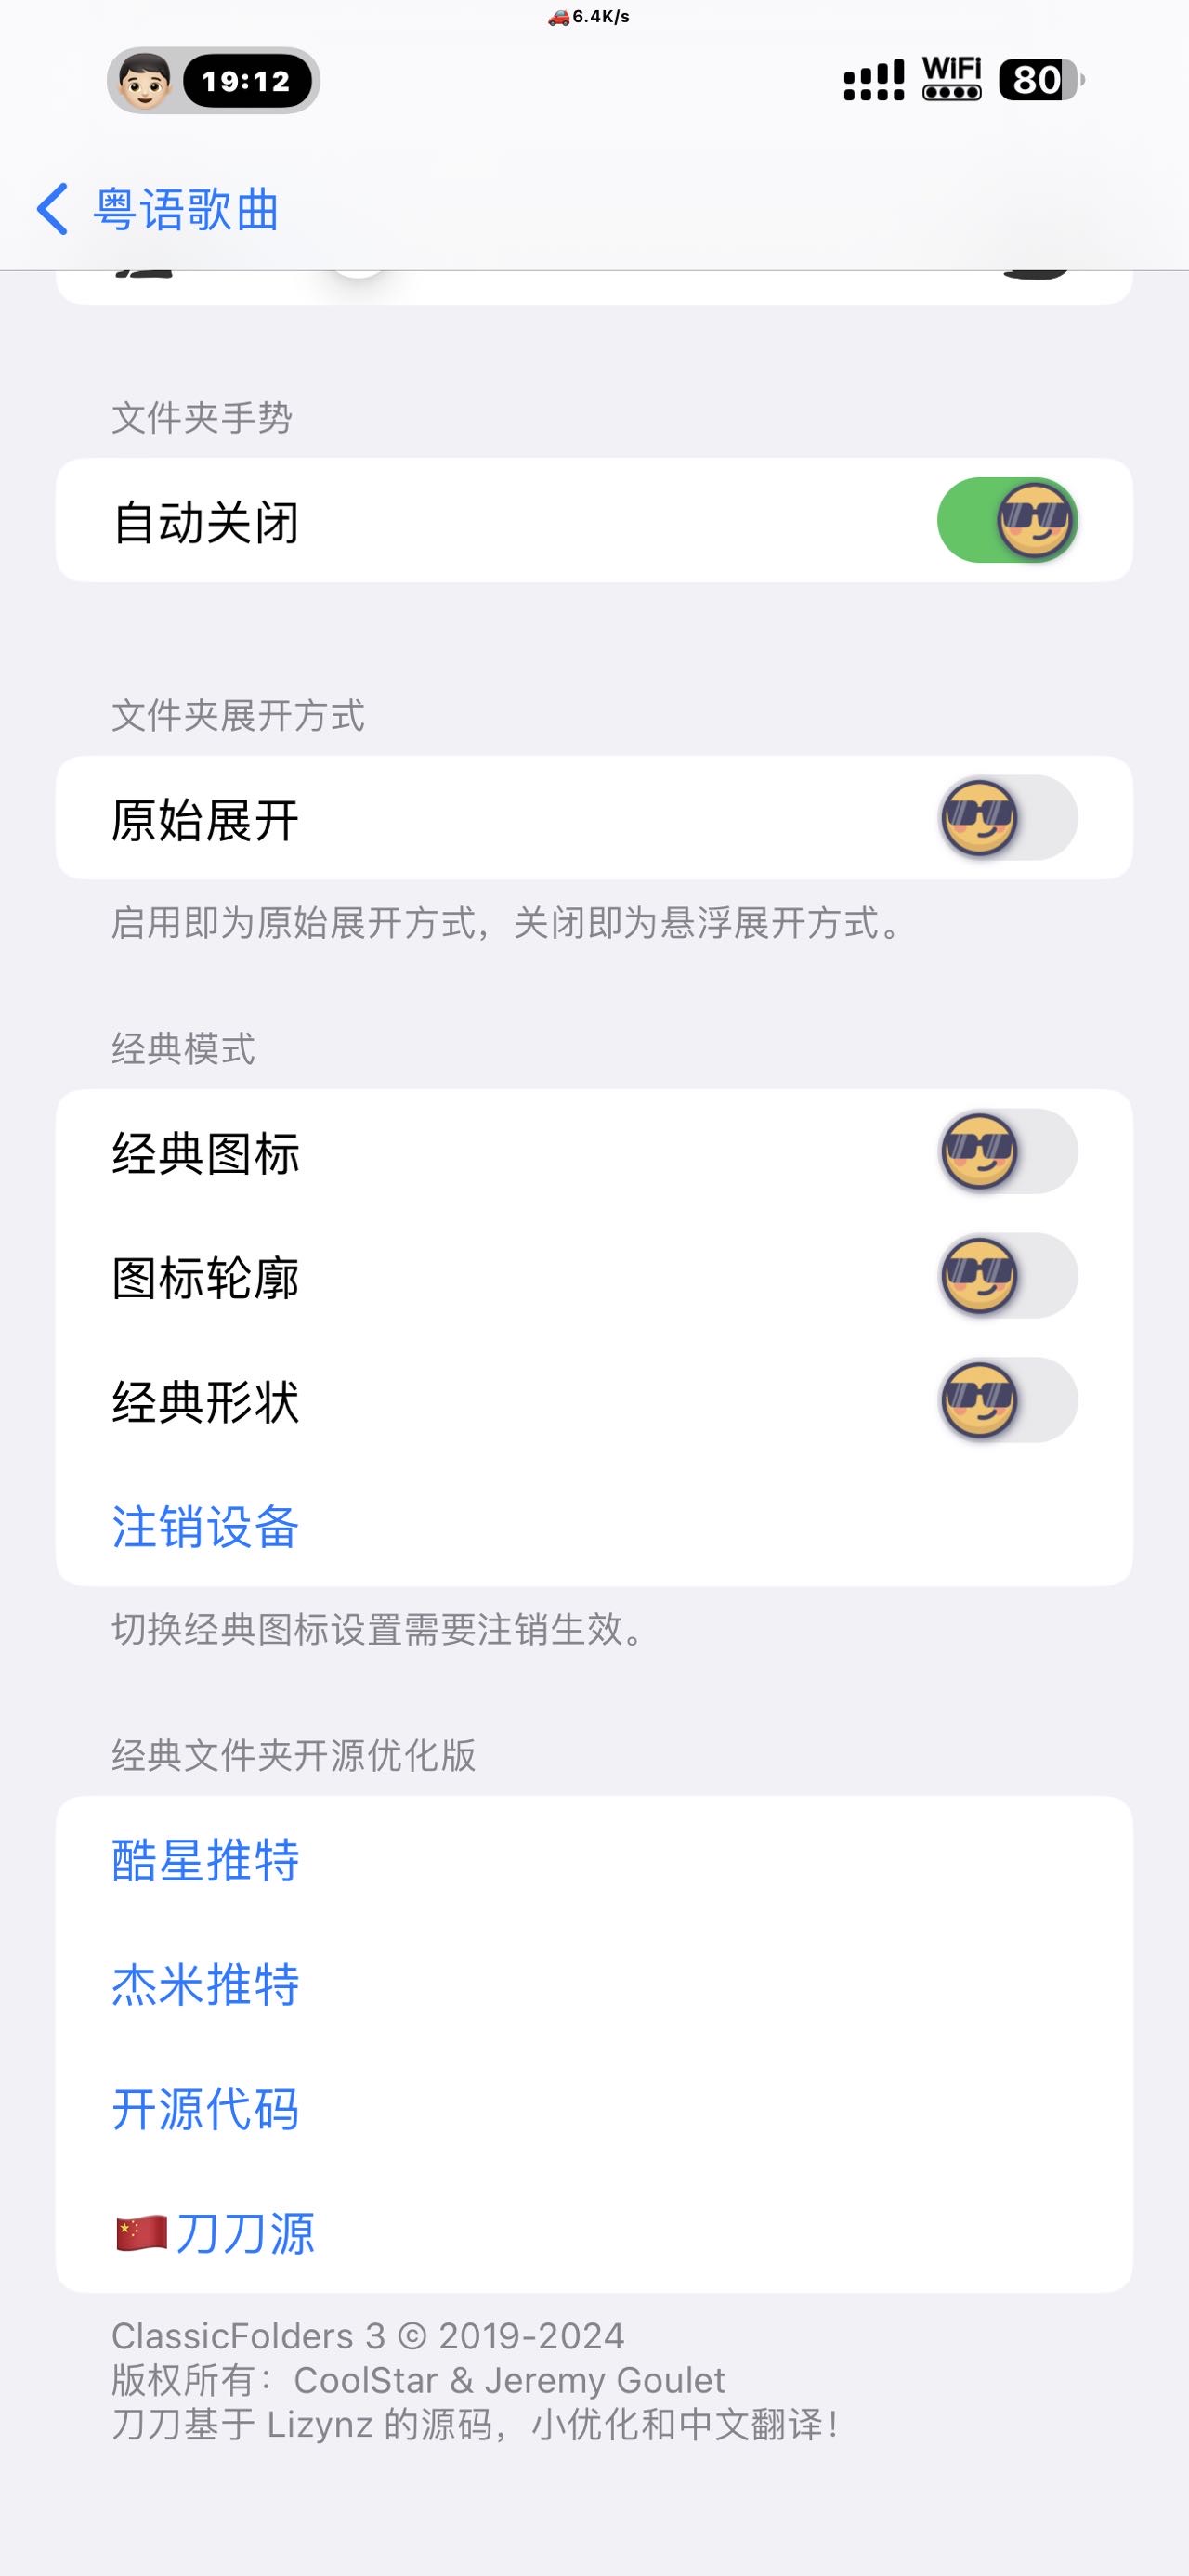 6.4K/s
19:12
WiFi
80
粤语歌曲
文件夹手势
自动关闭
文件夹展开方式
原始展开
启用即为原始展开方式，关闭即为悬浮展开方式。
经典模式
经典图标
图标轮廓
经典形状
注销设备
切换经典图标设置需要注销生效。
经典文件夹开源优化版
酷星推特
杰米推特
开源代码
🇨🇳刀刀源
ClassicFolders 3 © 2019-2024
版权所有：CoolStar & Jeremy Goulet
刀刀基于 Lizynz 的源码，小优化和中文翻译！